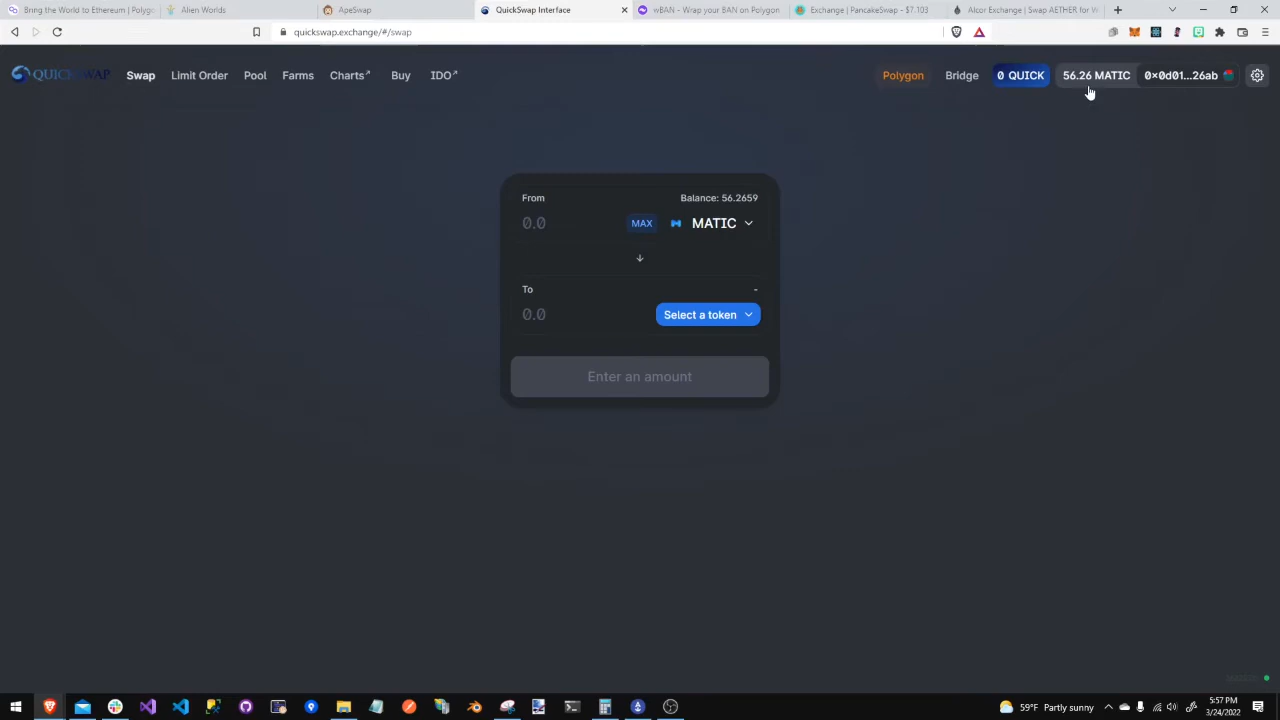 Bring the World to Ethereum | Polyg
Alien Worlds
ApeSwap
QuickSwap Interface
wBAN - Wrap your BAN on Polygon
Exchange | PancakeSwap - $7.103
Alcor Exchange | Swap AETHER for W
quickswap.exchange/#/swap
QUICKSWAP Swap Limit Order Pool Farms Charts↗ Buy IDO↗ Polygon Bridge 0 QUICK 56.26 MATIC 0x0d01...26ab
From Balance: 56.2659
0.0 MAX MATIC
To -
0.0 Select a token
Enter an amount
59°F Partly sunny
5:57 PM
3/24/2022